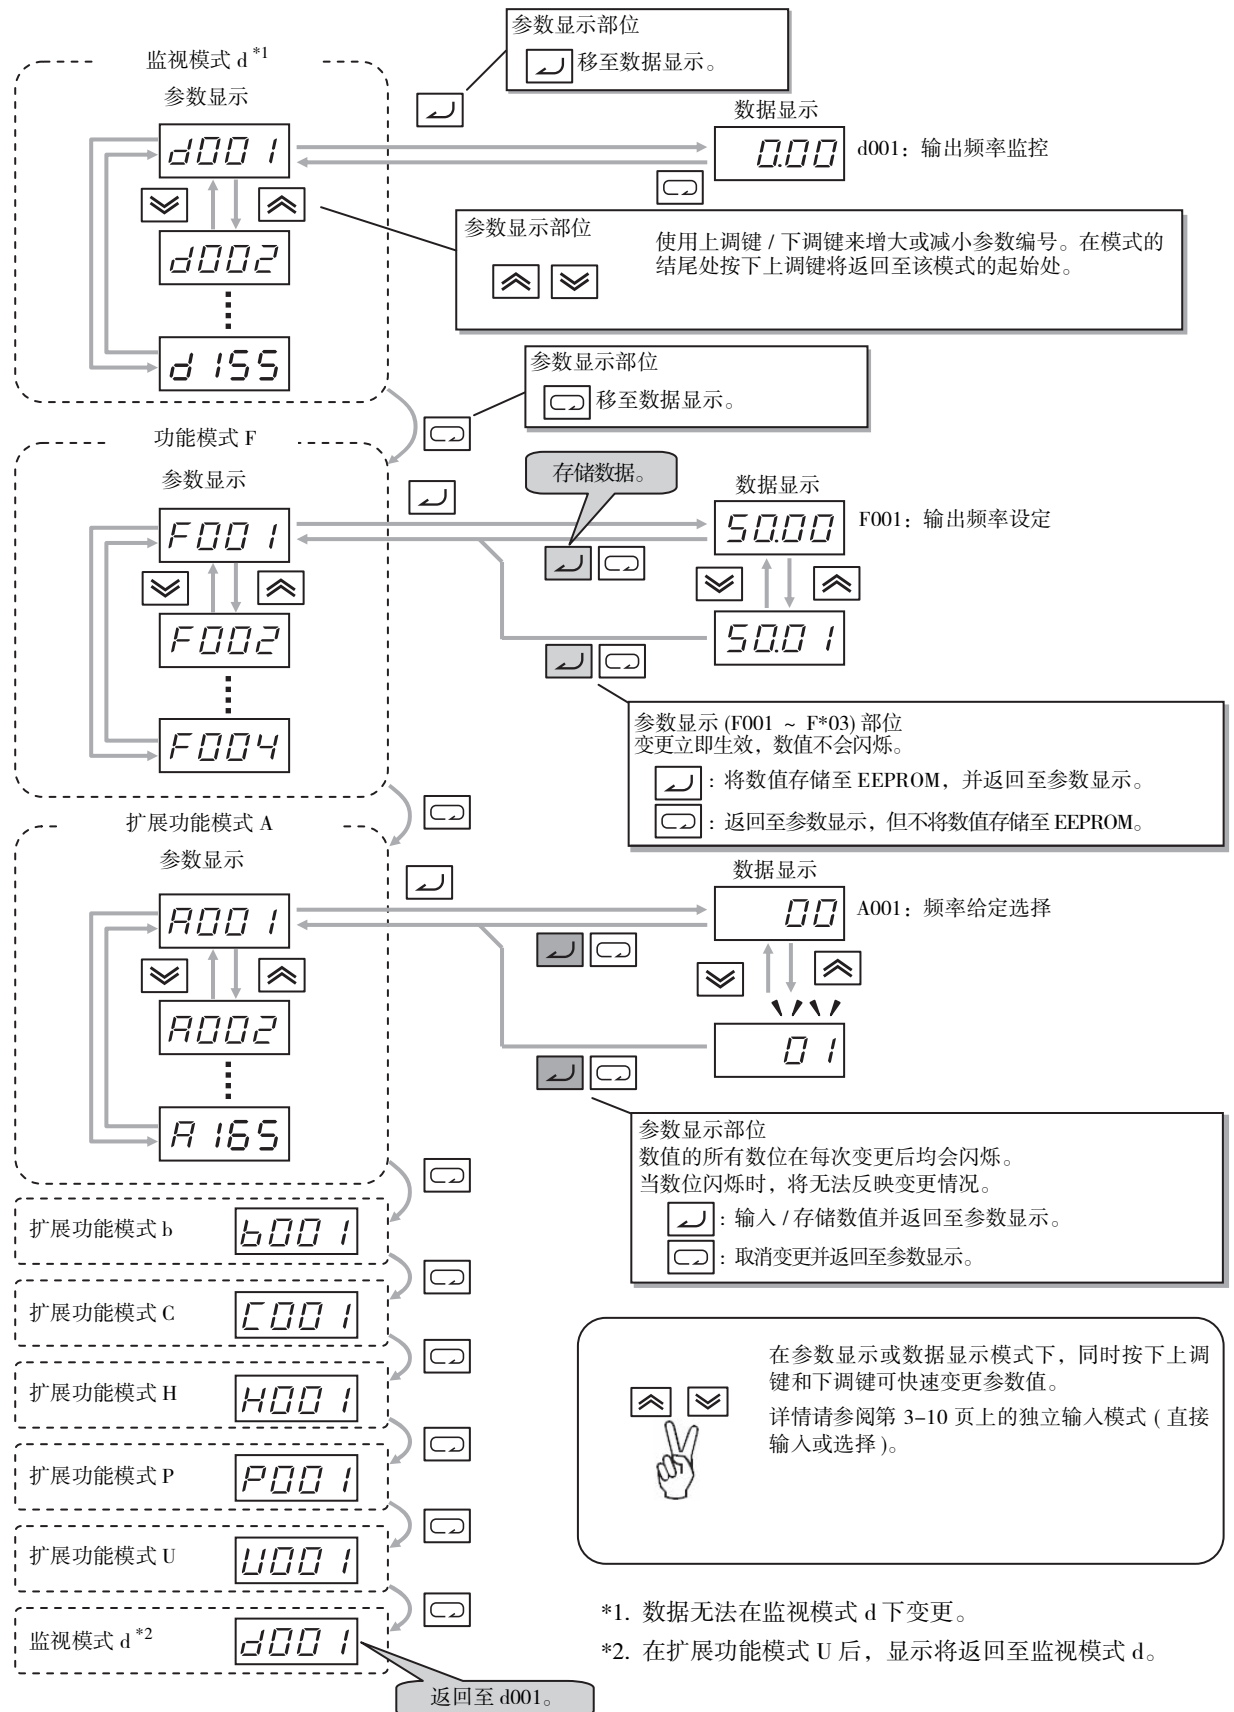 参数显示部位
移至数据显示。
监视模式 d *1
参数显示
数据显示
d001
0.00
d001：输出频率监控
参数显示部位
使用上调键 / 下调键来增大或减小参数编号。在模式的
结尾处按下上调键将返回至该模式的起始处。
d002
d155
参数显示部位
移至数据显示。
功能模式 F
参数显示
存储数据。
数据显示
F001
50.00
F001：输出频率设定
F002
50.01
F004
参数显示 (F001 ~ F*03) 部位
变更立即生效，数值不会闪烁。
：将数值存储至 EEPROM，并返回至参数显示。
：返回至参数显示，但不将数值存储至 EEPROM。
扩展功能模式 A
参数显示
数据显示
A001
00
A001：频率给定选择
A002
01
A165
参数显示部位
数值的所有数位在每次变更后均会闪烁。
当数位闪烁时，将无法反映变更情况。
：输入 / 存储数值并返回至参数显示。
：取消变更并返回至参数显示。
扩展功能模式 b
b001
扩展功能模式 C
C001
扩展功能模式 H
H001
扩展功能模式 P
P001
扩展功能模式 U
U001
监视模式 d *2
d001
返回至 d001。
在参数显示或数据显示模式下，同时按下上调
键和下调键可快速变更参数值。
详情请参阅第 3–10 页上的独立输入模式 ( 直接
输入或选择 )。
*1. 数据无法在监视模式 d 下变更。
*2. 在扩展功能模式 U 后，显示将返回至监视模式 d。